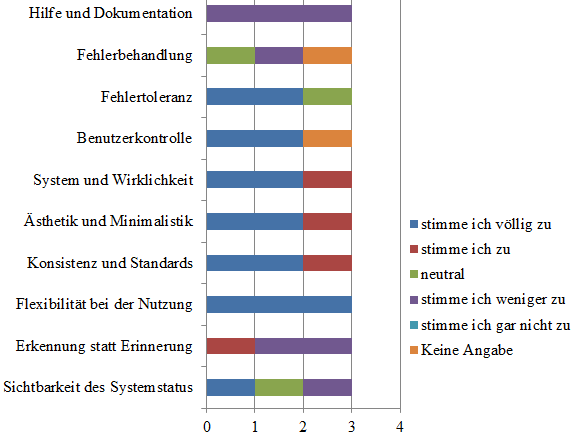 Hilfe und Dokumentation
Fehlerbehandlung
Fehlertoleranz
Benutzerkontrolle
System und Wirklichkeit
Ästhetik und Minimalistik
Konsistenz und Standards
Flexibilität bei der Nutzung
Erkennung statt Erinnerung
Sichtbarkeit des Systemstatus
0 1 2 3 4
stimme ich völlig zu
stimme ich zu
neutral
stimme ich weniger zu
stimme ich gar nicht zu
Keine Angabe